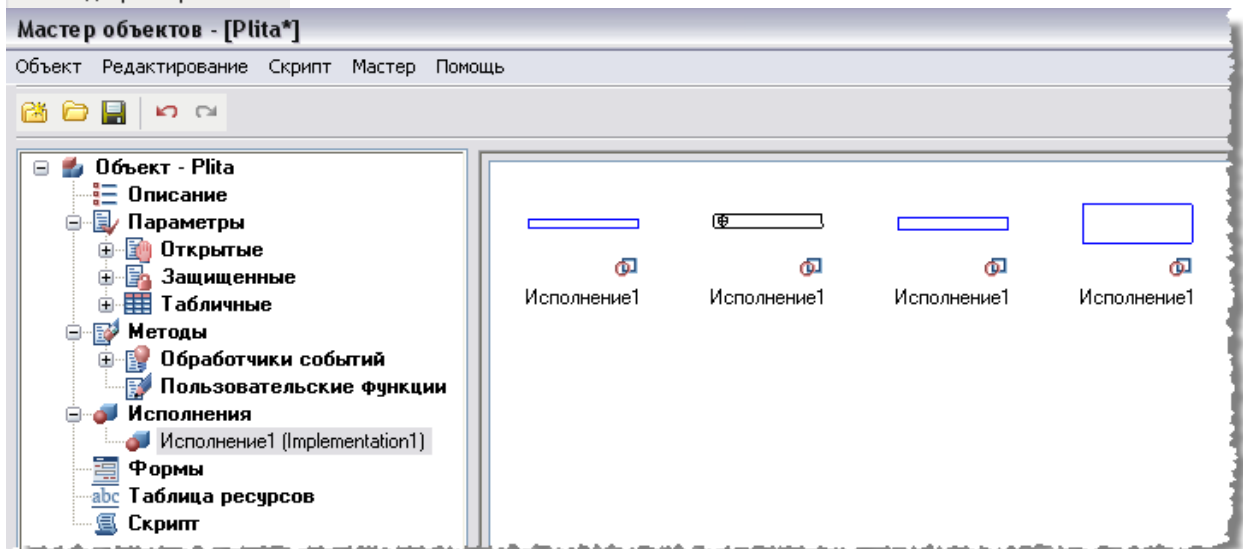 Мастер объектов - [Plita*]
Объект Редактирование Скрипт Мастер Помощь
Объект - Plita
Описание
Параметры
Открытые
Защищенные
Табличные
Методы
Обработчики событий
Пользовательские функции
Исполнения
Исполнение1 (Implementation1)
Формы
abc Таблица ресурсов
Скрипт
Исполнение1 Исполнение1 Исполнение1 Исполнение1